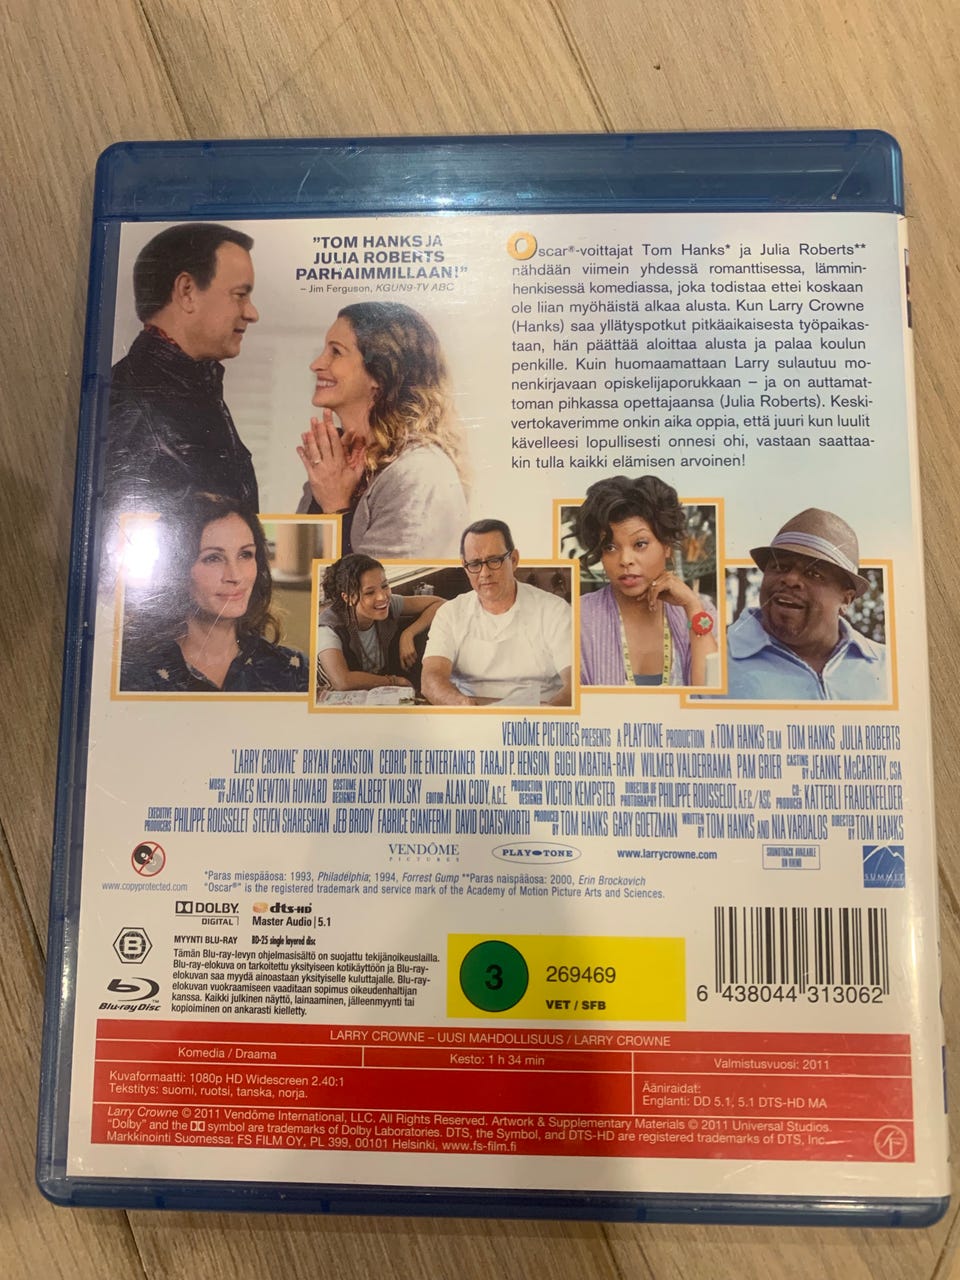 "TOM HANKS JA
JULIA ROBERTS
PARHAIMMILLAAN!"
– Jim Ferguson, KGUN9-TV ABC
Oscar®-voittajat Tom Hanks* ja Julia Roberts**
nähdään viimein yhdessä romanttisessa, lämmin-
henkisessä komediassa, joka todistaa ettei koskaan
ole liian myöhäistä alkaa alusta. Kun Larry Crowne
(Hanks) saa yllätyspotkut pitkäaikaisesta työpaikas-
taan, hän päättää aloittaa alusta ja palaa koulun
penkille. Kuin huomaamattaan Larry sulautuu mo-
nenkirjavaan opiskelijaporukkaan – ja on auttamat-
toman pihkassa opettajaansa (Julia Roberts). Keski-
vertokaverimme onkin aika oppia, että juuri kun luulit
kävelleesi lopullisesti onnesi ohi, vastaan saattaa-
kin tulla kaikki elämisen arvoinen!
VENDÔME PICTURES PRESENTS A PLAYTONE PRODUCTION A TOM HANKS FILM TOM HANKS JULIA ROBERTS
"LARRY CROWNE" BRYAN CRANSTON CEDRIC THE ENTERTAINER TARAJI P. HENSON GUGU MBATHA-RAW WILMER VALDERRAMA PAM GRIER CASTING BY JEANNE McCARTHY, CSA
MUSIC BY JAMES NEWTON HOWARD COSTUME DESIGNER ALBERT WOLSKY EDITOR ALAN CODY, A.C.E. PRODUCTION DESIGNER VICTOR KEMPSTER DIRECTOR OF PHOTOGRAPHY PHILIPPE ROUSSELOT A.F.C./ASC CO-PRODUCER KATTERLI FRAUENFELDER
EXECUTIVE PRODUCERS PHILIPPE ROUSSELET STEVEN SHARESHIAN JEB BRODY FABRICE GIANFERMI DAVID COATSWORTH PRODUCED BY TOM HANKS GARY GOETZMAN WRITTEN BY TOM HANKS AND NIA VARDALOS DIRECTED BY TOM HANKS
www.copyprotected.com
VENDÔME
PICTURES
PLAY-TONE
www.larrycrowne.com
SOUNDTRACK AVAILABLE
ON RHINO
SUMMIT
*Paras miespääosa: 1993, Philadelphia; 1994, Forrest Gump **Paras naispääosa: 2000, Erin Brockovich
"Oscar®" is the registered trademark and service mark of the Academy of Motion Picture Arts and Sciences.
DOLBY
DIGITAL
dts-HD
Master Audio | 5.1
B
Blu-ray Disc
MYYNTI BLU-RAY BD-25 single layered disc
Tämän Blu-ray-levyn ohjelmasisältö on suojattu tekijänoikeuslailla.
Blu-ray-elokuva on tarkoitettu yksityiseen kotikäyttöön ja Blu-ray-
elokuvan saa myydä ainoastaan yksityiselle kuluttajalle. Blu-ray-
elokuvan vuokraamiseen vaaditaan sopimus oikeudenhaltijan
kanssa. Kaikki julkinen näyttö, lainaaminen, jälleenmyynti tai
kopioiminen on ankarasti kielletty.
3
269469
VET / SFB
6 438044 313062
LARRY CROWNE – UUSI MAHDOLLISUUS / LARRY CROWNE
Komedia / Draama
Kesto: 1 h 34 min
Valmistusvuosi: 2011
Kuvaformaatti: 1080p HD Widescreen 2.40:1
Tekstitys: suomi, ruotsi, tanska, norja.
Ääniraidat:
Englanti: DD 5.1, 5.1 DTS-HD MA
Larry Crowne © 2011 Vendôme International, LLC. All Rights Reserved. Artwork & Supplementary Materials © 2011 Universal Studios.
"Dolby" and the symbol are trademarks of Dolby Laboratories. DTS, the Symbol, and DTS-HD are registered trademarks of DTS, Inc.
Markkinointi Suomessa: FS FILM OY, PL 399, 00101 Helsinki, www.fs-film.fi